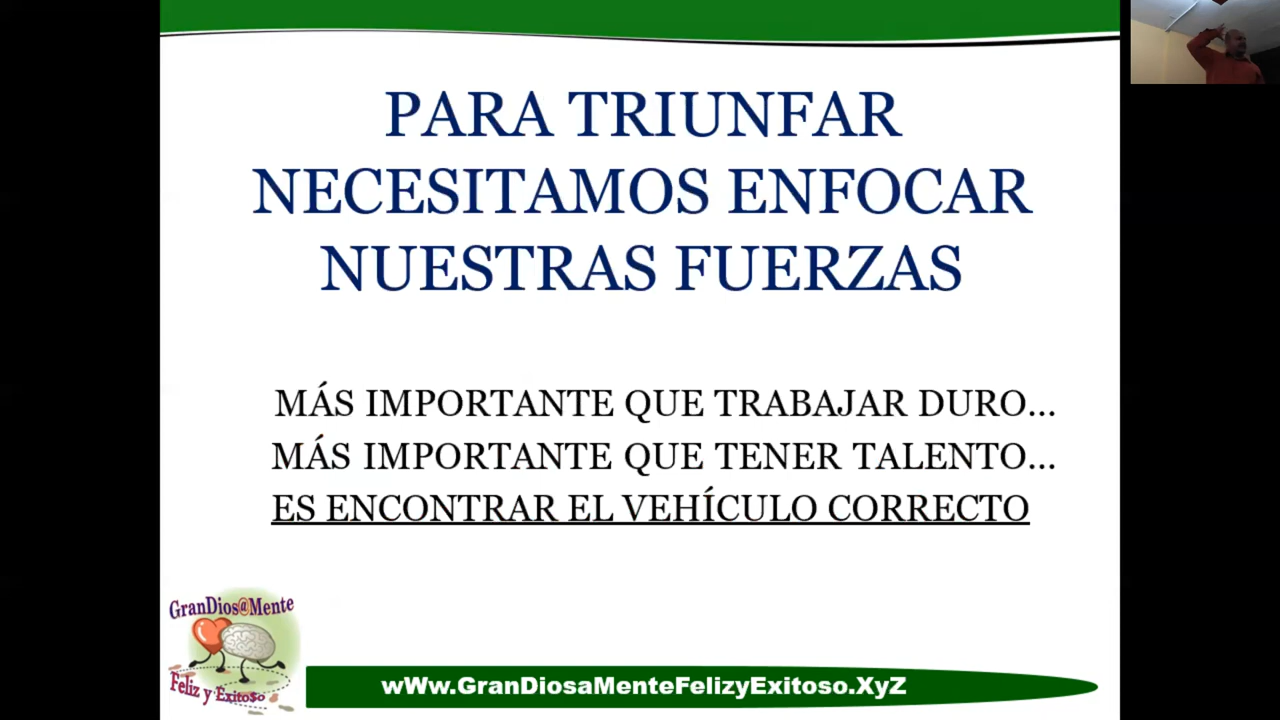 PARA TRIUNFAR
NECESITAMOS ENFOCAR
NUESTRAS FUERZAS
MÁS IMPORTANTE QUE TRABAJAR DURO...
MÁS IMPORTANTE QUE TENER TALENTO...
ES ENCONTRAR EL VEHÍCULO CORRECTO
GranDios@Mente
Feliz y Exito$o
wWw.GranDiosaMenteFelizyExitoso.XyZ